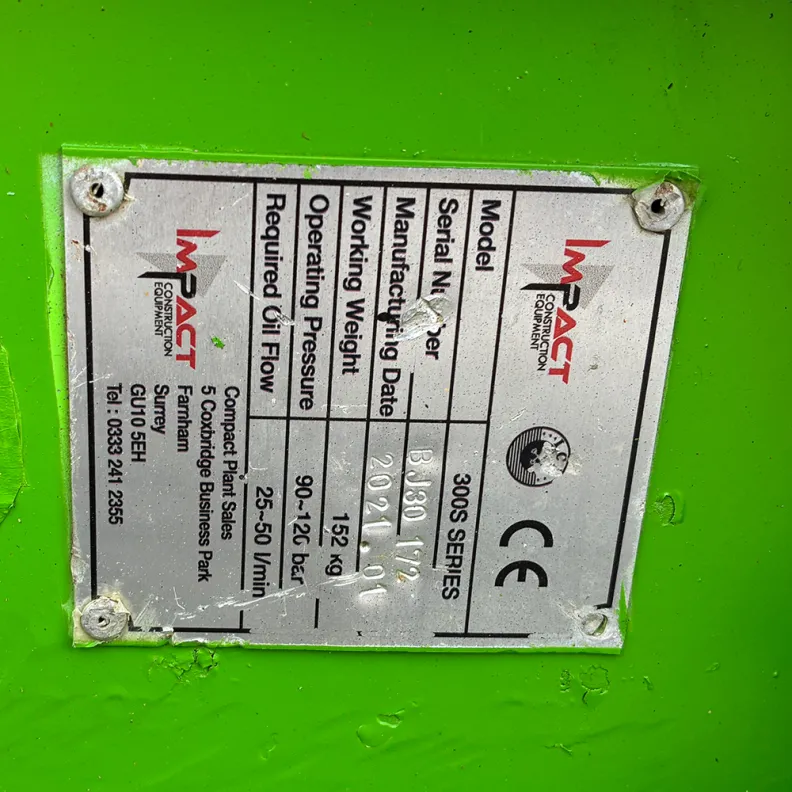 IMPACT
CONSTRUCTION
EQUIPMENT
CE
Model 300S SERIES
Serial Number BJ30 172
Manufacturing Date 2021.01
Working Weight 152 kg
Operating Pressure 90~120 bar
Required Oil Flow 25~50 l/min
IMPACT
CONSTRUCTION
EQUIPMENT
Compact Plant Sales
5 Coxbridge Business Park
Farnham
Surrey
GU10 5EH
Tel : 0333 241 2355